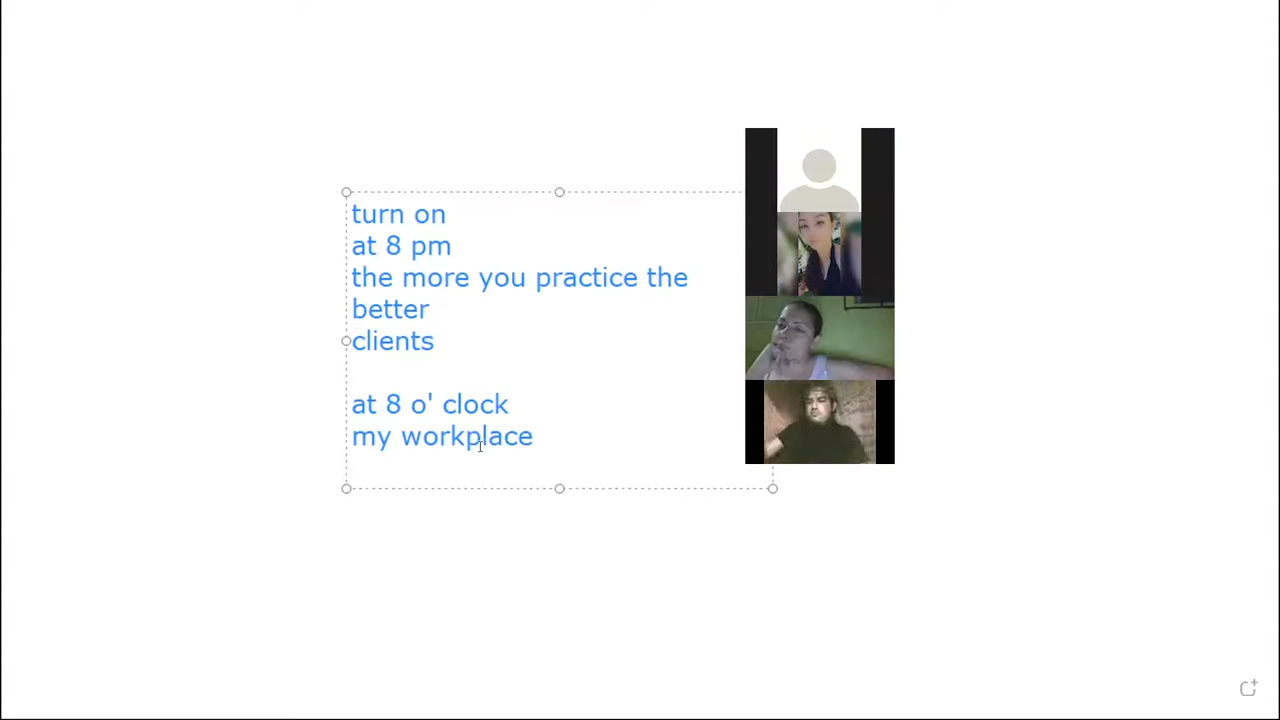 turn on
at 8 pm
the more you practice the
better
clients
at 8 o' clock
my workplace